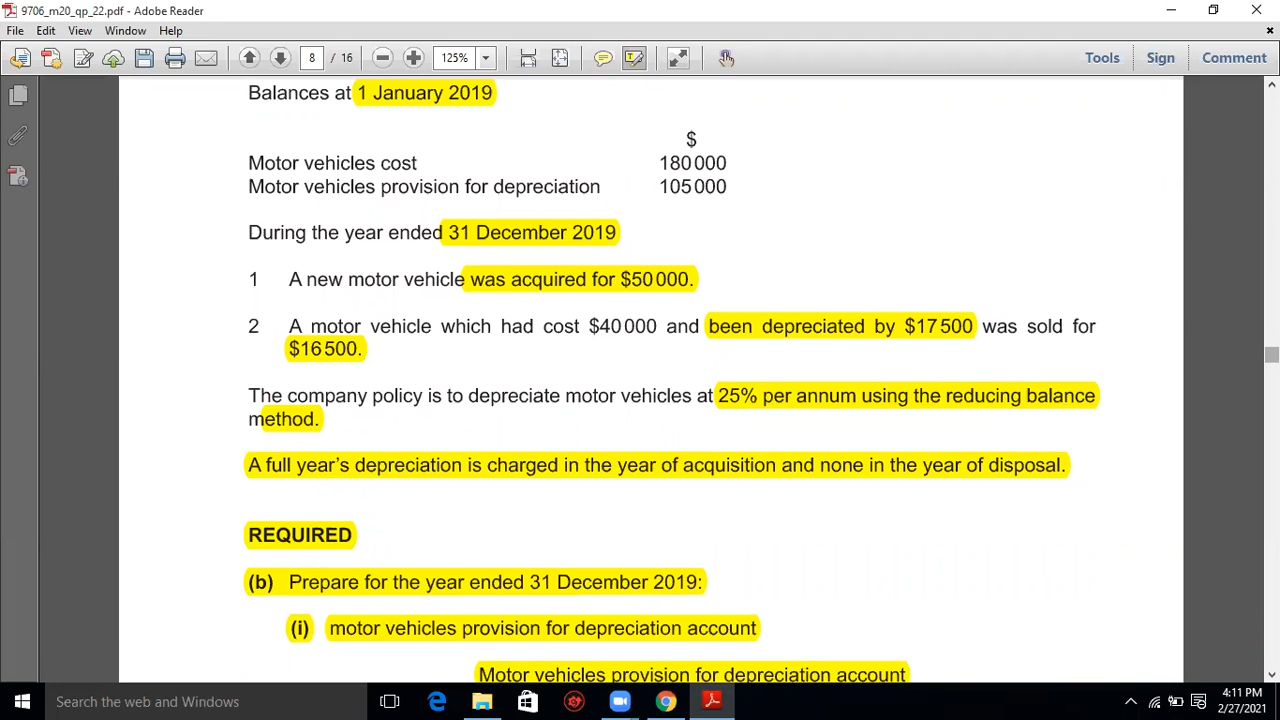 9706_m20_qp_22.pdf - Adobe Reader
File Edit View Window Help
8 / 16 125% Tools Sign Comment
Balances at 1 January 2019
$
Motor vehicles cost 180 000
Motor vehicles provision for depreciation 105 000
During the year ended 31 December 2019
1 A new motor vehicle was acquired for $50 000.
2 A motor vehicle which had cost $40 000 and been depreciated by $17 500 was sold for
$16 500.
The company policy is to depreciate motor vehicles at 25% per annum using the reducing balance
method.
A full year’s depreciation is charged in the year of acquisition and none in the year of disposal.
REQUIRED
(b) Prepare for the year ended 31 December 2019:
(i) motor vehicles provision for depreciation account
Motor vehicles provision for depreciation account
Search the web and Windows
4:11 PM
2/27/2021